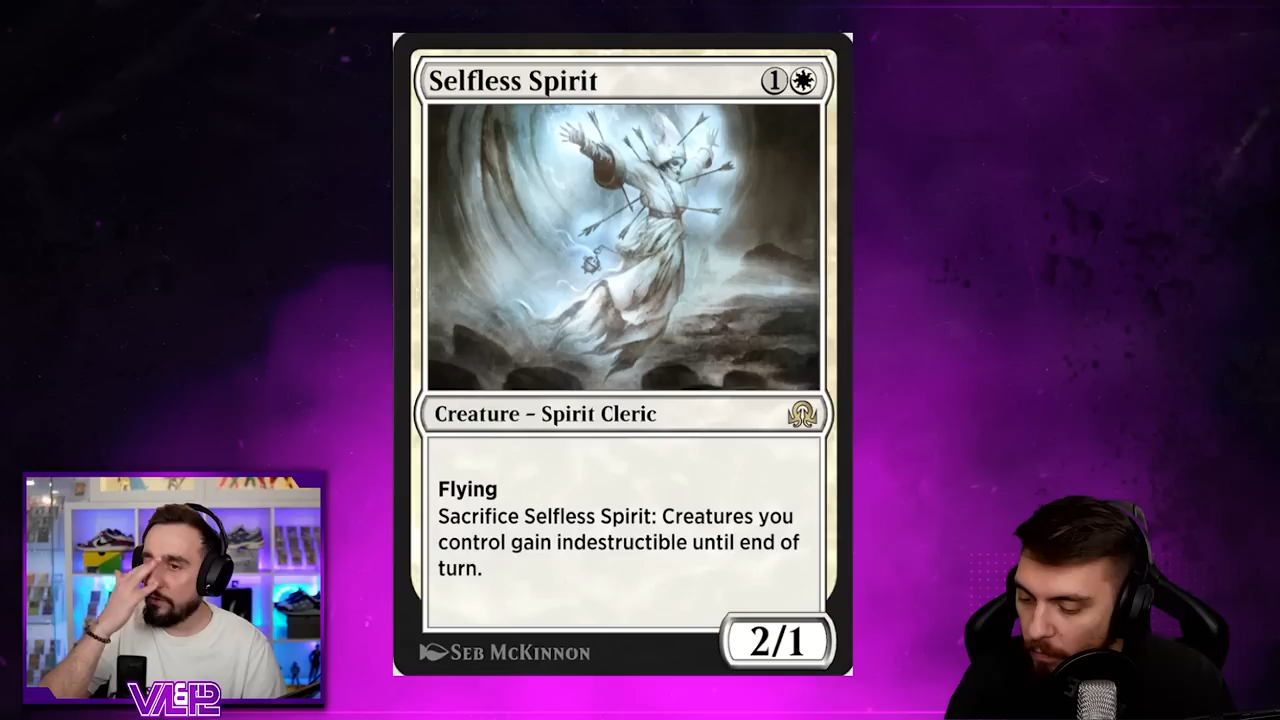 Selfless Spirit 1
Creature – Spirit Cleric
Flying
Sacrifice Selfless Spirit: Creatures you
control gain indestructible until end of
turn.
2/1
Seb McKinnon